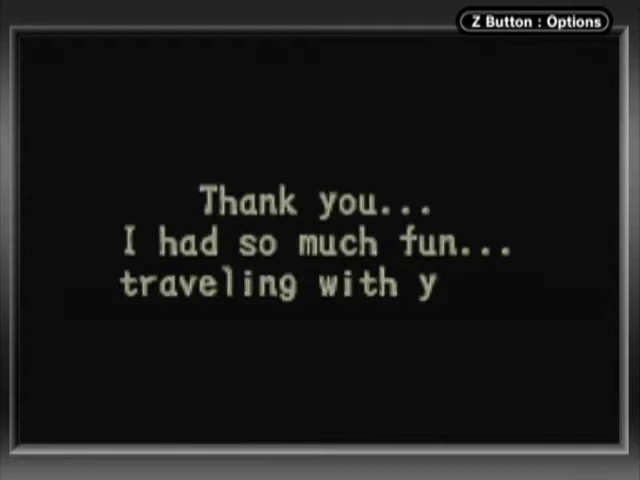 Z Button : Options
Thank you...
I had so much fun...
traveling with y